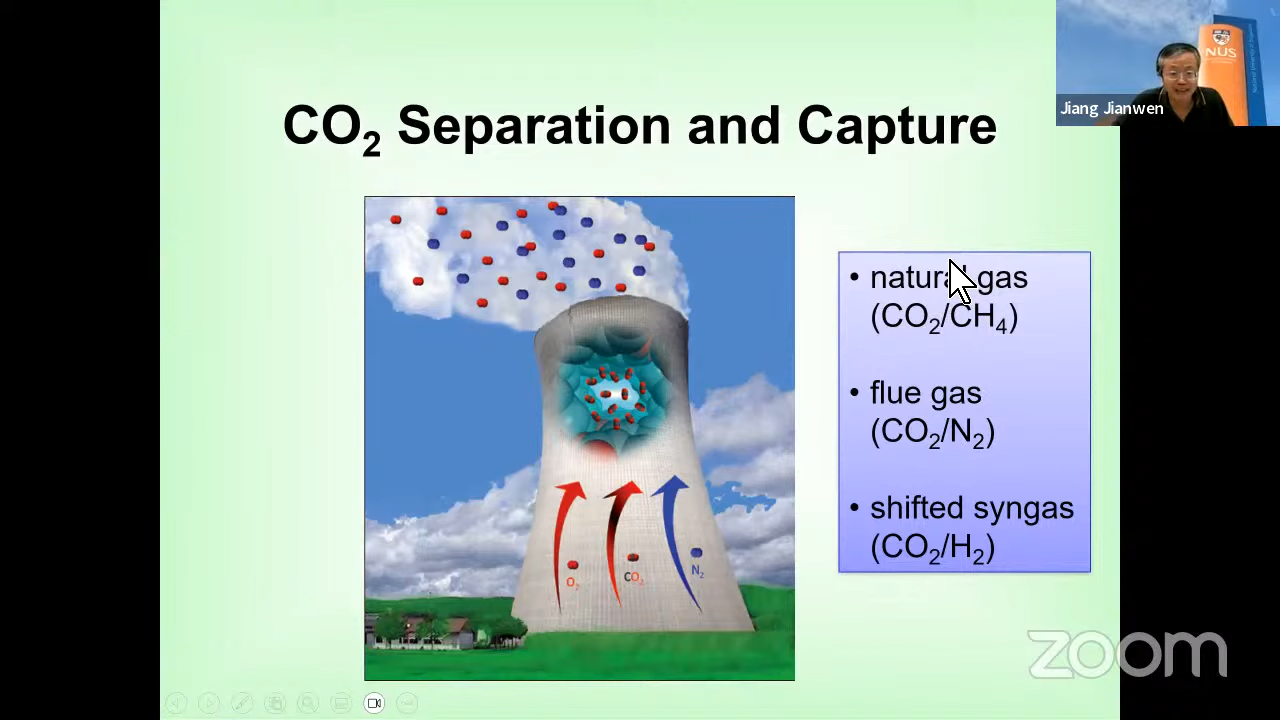 CO₂ Separation and Capture
NUS
Jiang Jianwen
• natural gas
(CO₂/CH₄)
• flue gas
(CO₂/N₂)
• shifted syngas
(CO₂/H₂)
O₂
CO₂
N₂
zoom